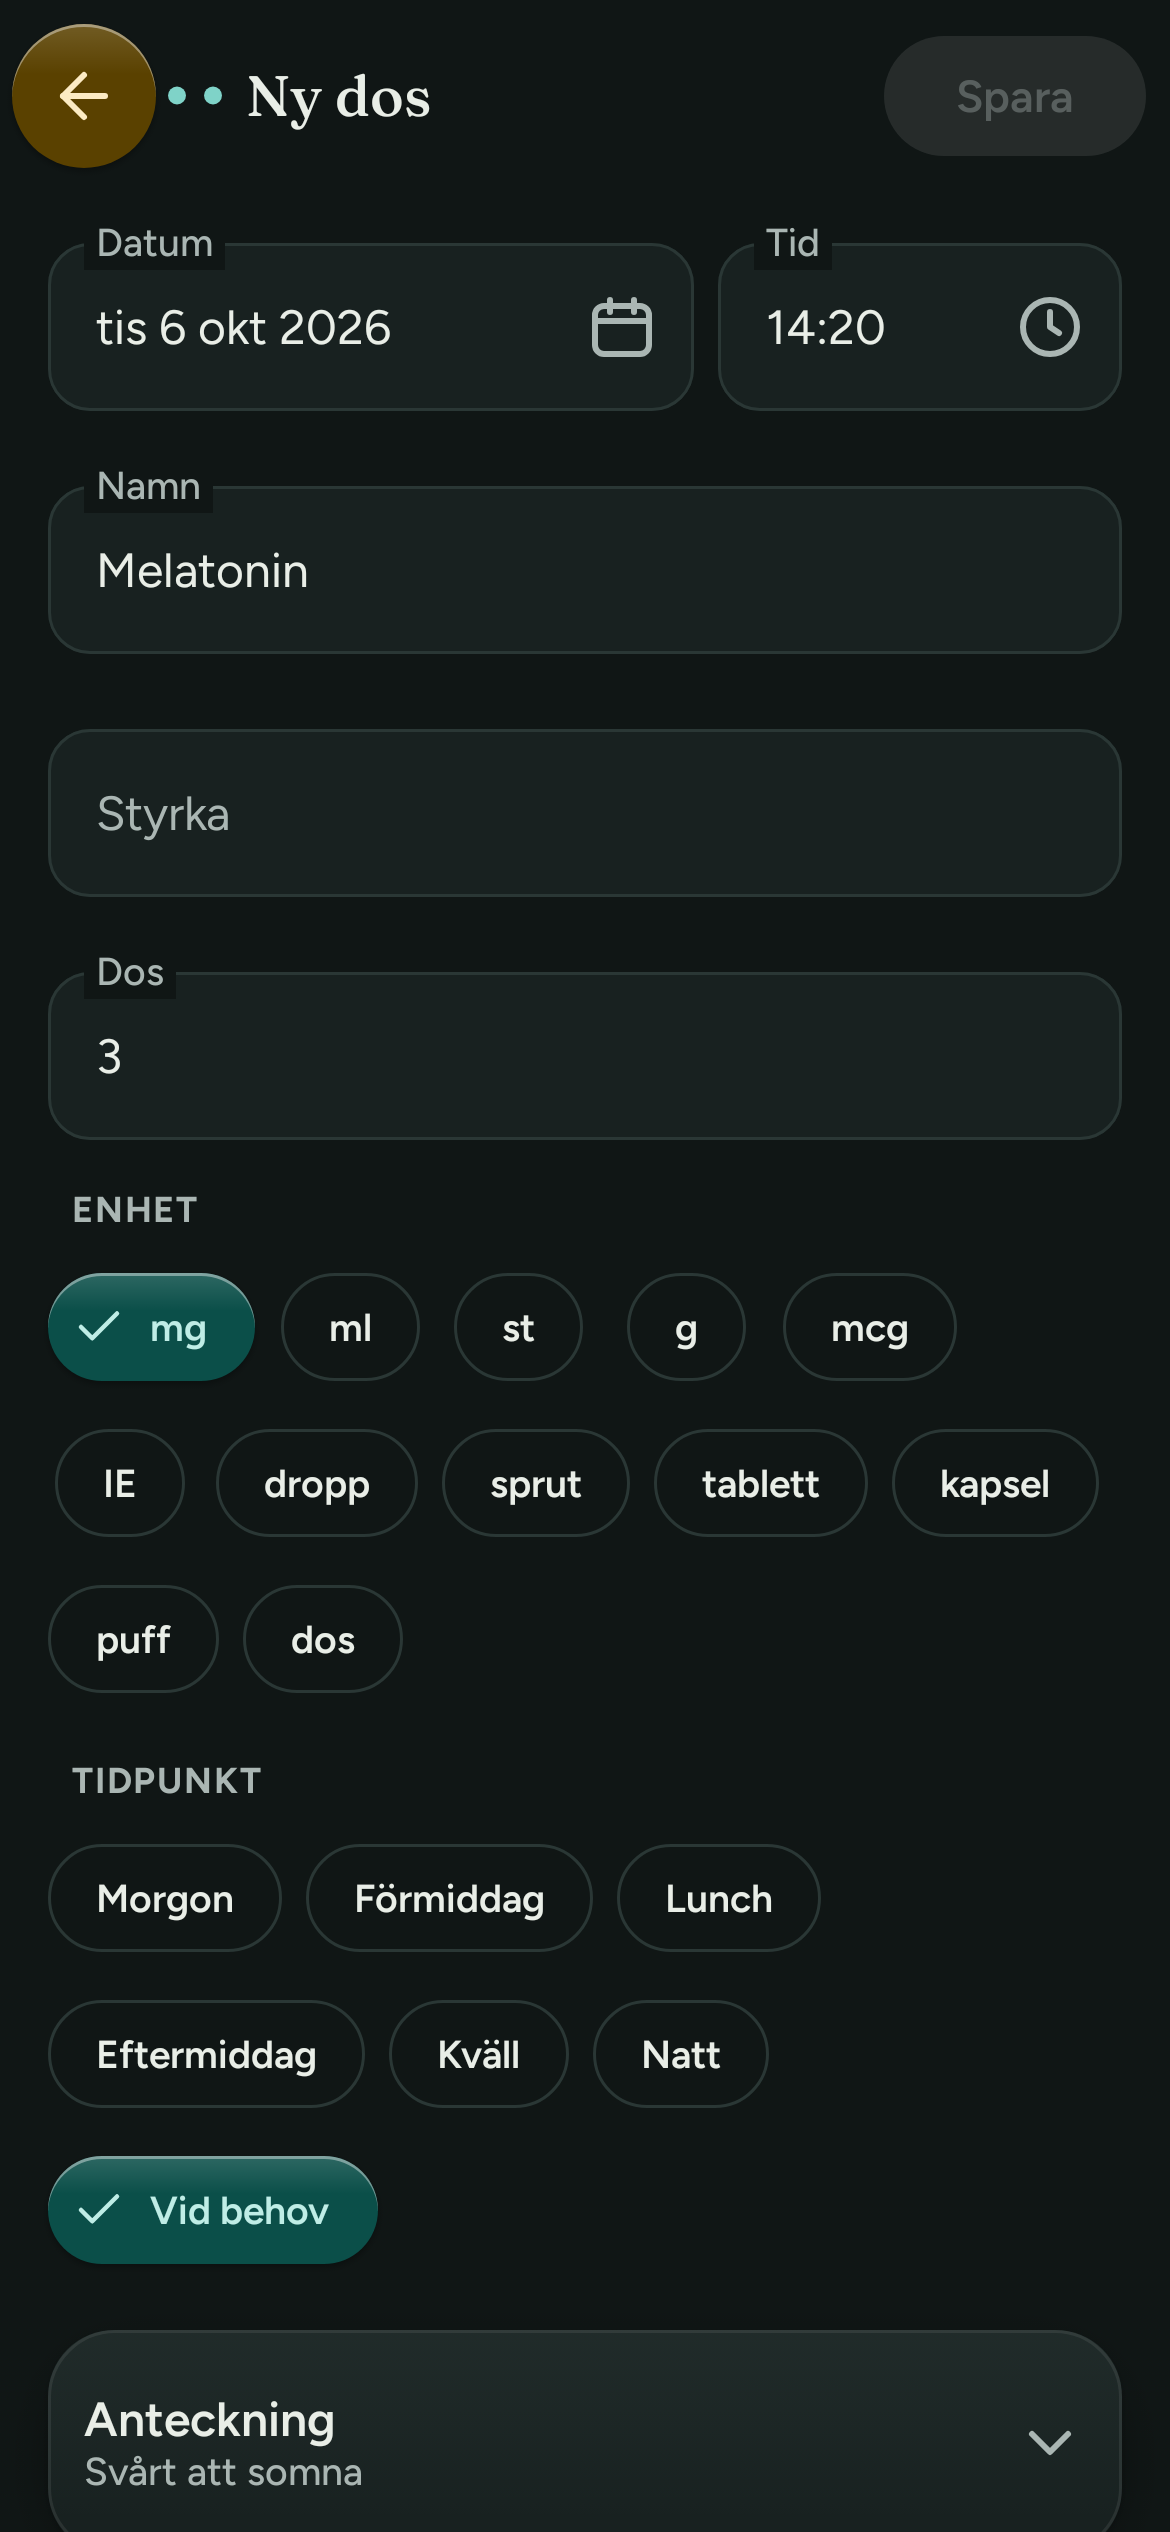 Ny dos
Spara
Datum
tis 6 okt 2026
Tid
14:20
Namn
Melatonin
Styrka
Dos
3
ENHET
mg ml st g mcg
IE dropp sprut tablett kapsel
puff dos
TIDPUNKT
Morgon Förmiddag Lunch
Eftermiddag Kväll Natt
Vid behov
Anteckning
Svårt att somna